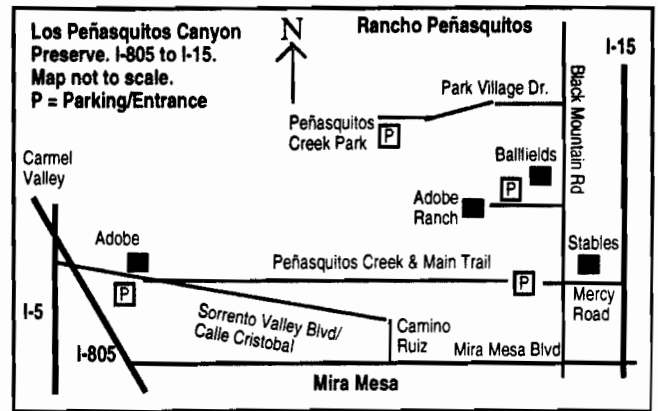 Los Peñasquitos Canyon
Preserve. I-805 to I-15.
Map not to scale.
P = Parking/Entrance
N
Rancho Peñasquitos
I-15
Black Mountain Rd
Park Village Dr.
Peñasquitos
Creek Park
P
Ballfields
P
Adobe
Ranch
Carmel
Valley
Adobe
Stables
Peñasquitos Creek & Main Trail
P
P
Mercy
Road
I-5
Sorrento Valley Blvd/
Calle Cristobal
Camino
Ruiz
I-805
Mira Mesa Blvd
Mira Mesa